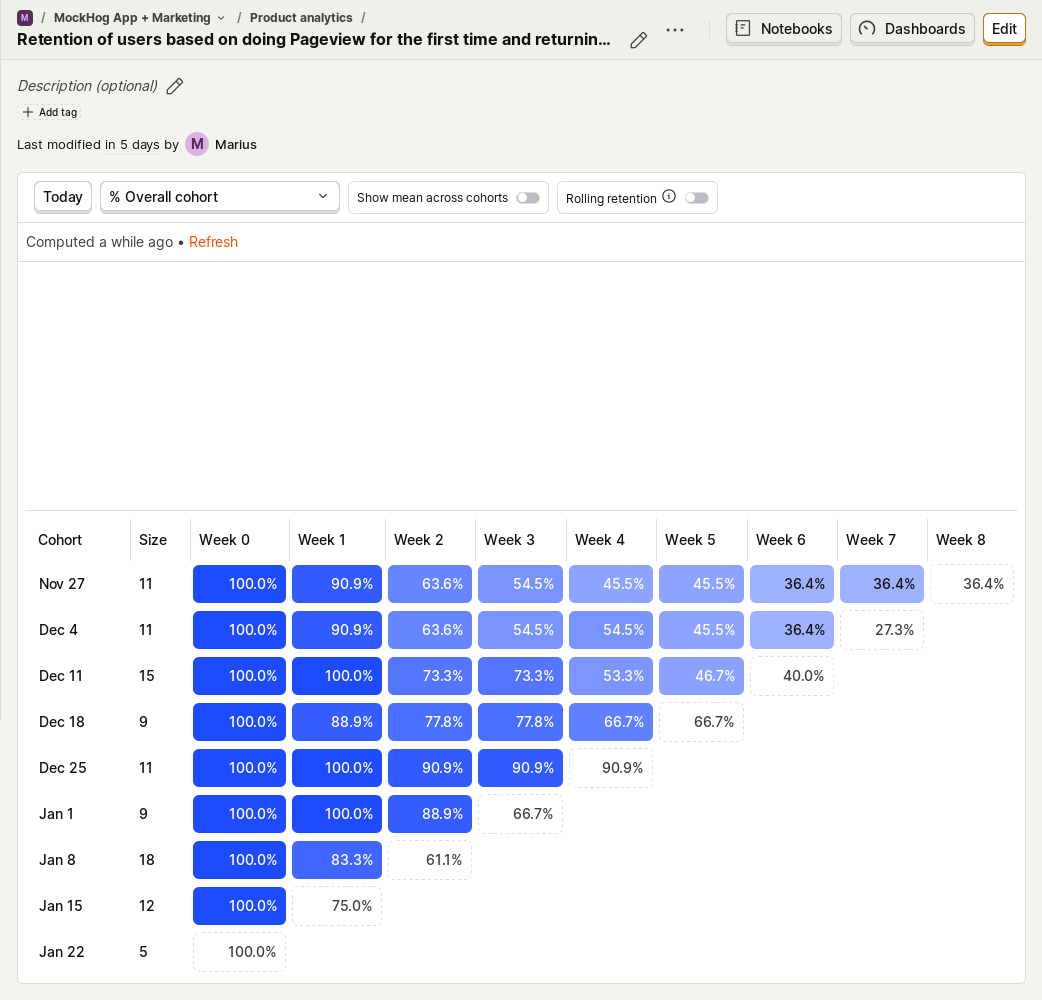 M / MockHog App + Marketing / Product analytics /
Retention of users based on doing Pageview for the first time and returnin...
Notebooks Dashboards Edit
Description (optional)
Add tag
Last modified in 5 days by M Marius
Today % Overall cohort Show mean across cohorts Rolling retention
Computed a while ago • Refresh
Cohort Size Week 0 Week 1 Week 2 Week 3 Week 4 Week 5 Week 6 Week 7 Week 8
Nov 27 11 100.0% 90.9% 63.6% 54.5% 45.5% 45.5% 36.4% 36.4% 36.4%
Dec 4 11 100.0% 90.9% 63.6% 54.5% 54.5% 45.5% 36.4% 27.3%
Dec 11 15 100.0% 100.0% 73.3% 73.3% 53.3% 46.7% 40.0%
Dec 18 9 100.0% 88.9% 77.8% 77.8% 66.7% 66.7%
Dec 25 11 100.0% 100.0% 90.9% 90.9% 90.9%
Jan 1 9 100.0% 100.0% 88.9% 66.7%
Jan 8 18 100.0% 83.3% 61.1%
Jan 15 12 100.0% 75.0%
Jan 22 5 100.0%